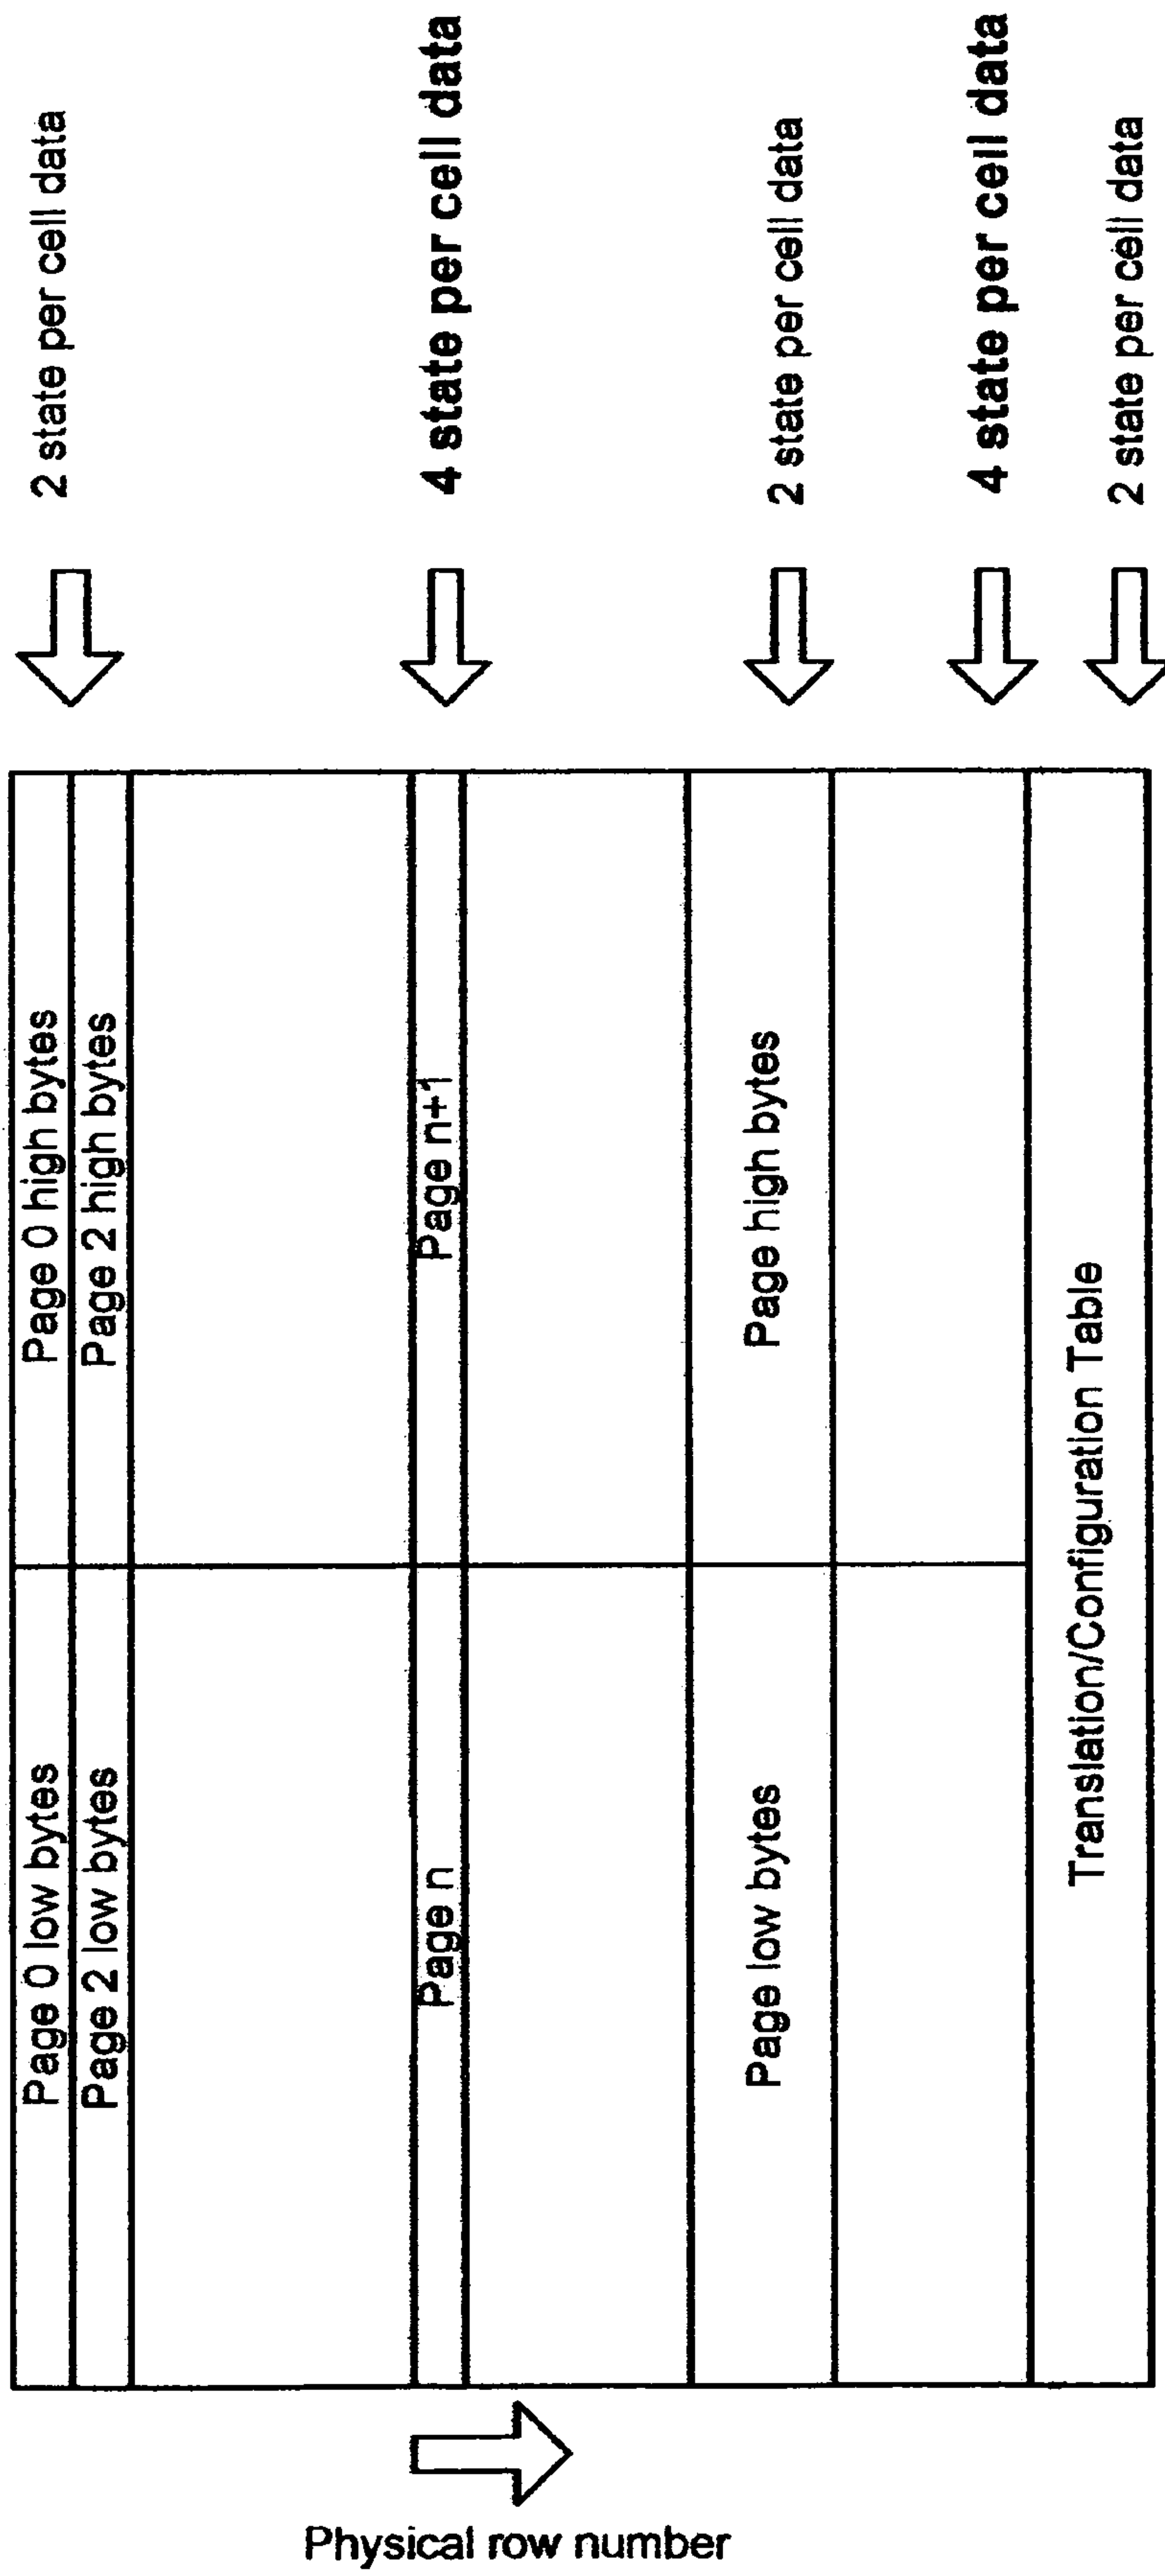 Page 0 low bytes
Page 0 high bytes
2 state per cell data
Page 2 low bytes
Page 2 high bytes
Page n
Page n+1
4 state per cell data
Page low bytes
Page high bytes
2 state per cell data
4 state per cell data
Translation/Configuration Table
2 state per cell data
Physical row number